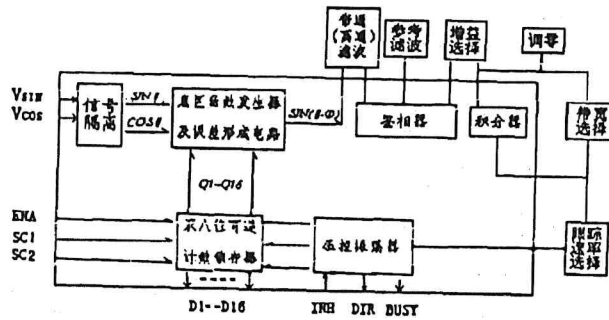 带通
(高通)
滤波
参考
滤波
增益
选择
调零
VSIN
VCOS
信号
隔离
SINθ
COSθ
及误差形成电路
SIN(θ-Φ)
鉴相器
积分器
带宽
选择
Q1-Q16
ENA
SC1
SC2
计数锁存器
压控振荡器
跟踪
速率
选择
D1--D16
INH
DIR
BUSY